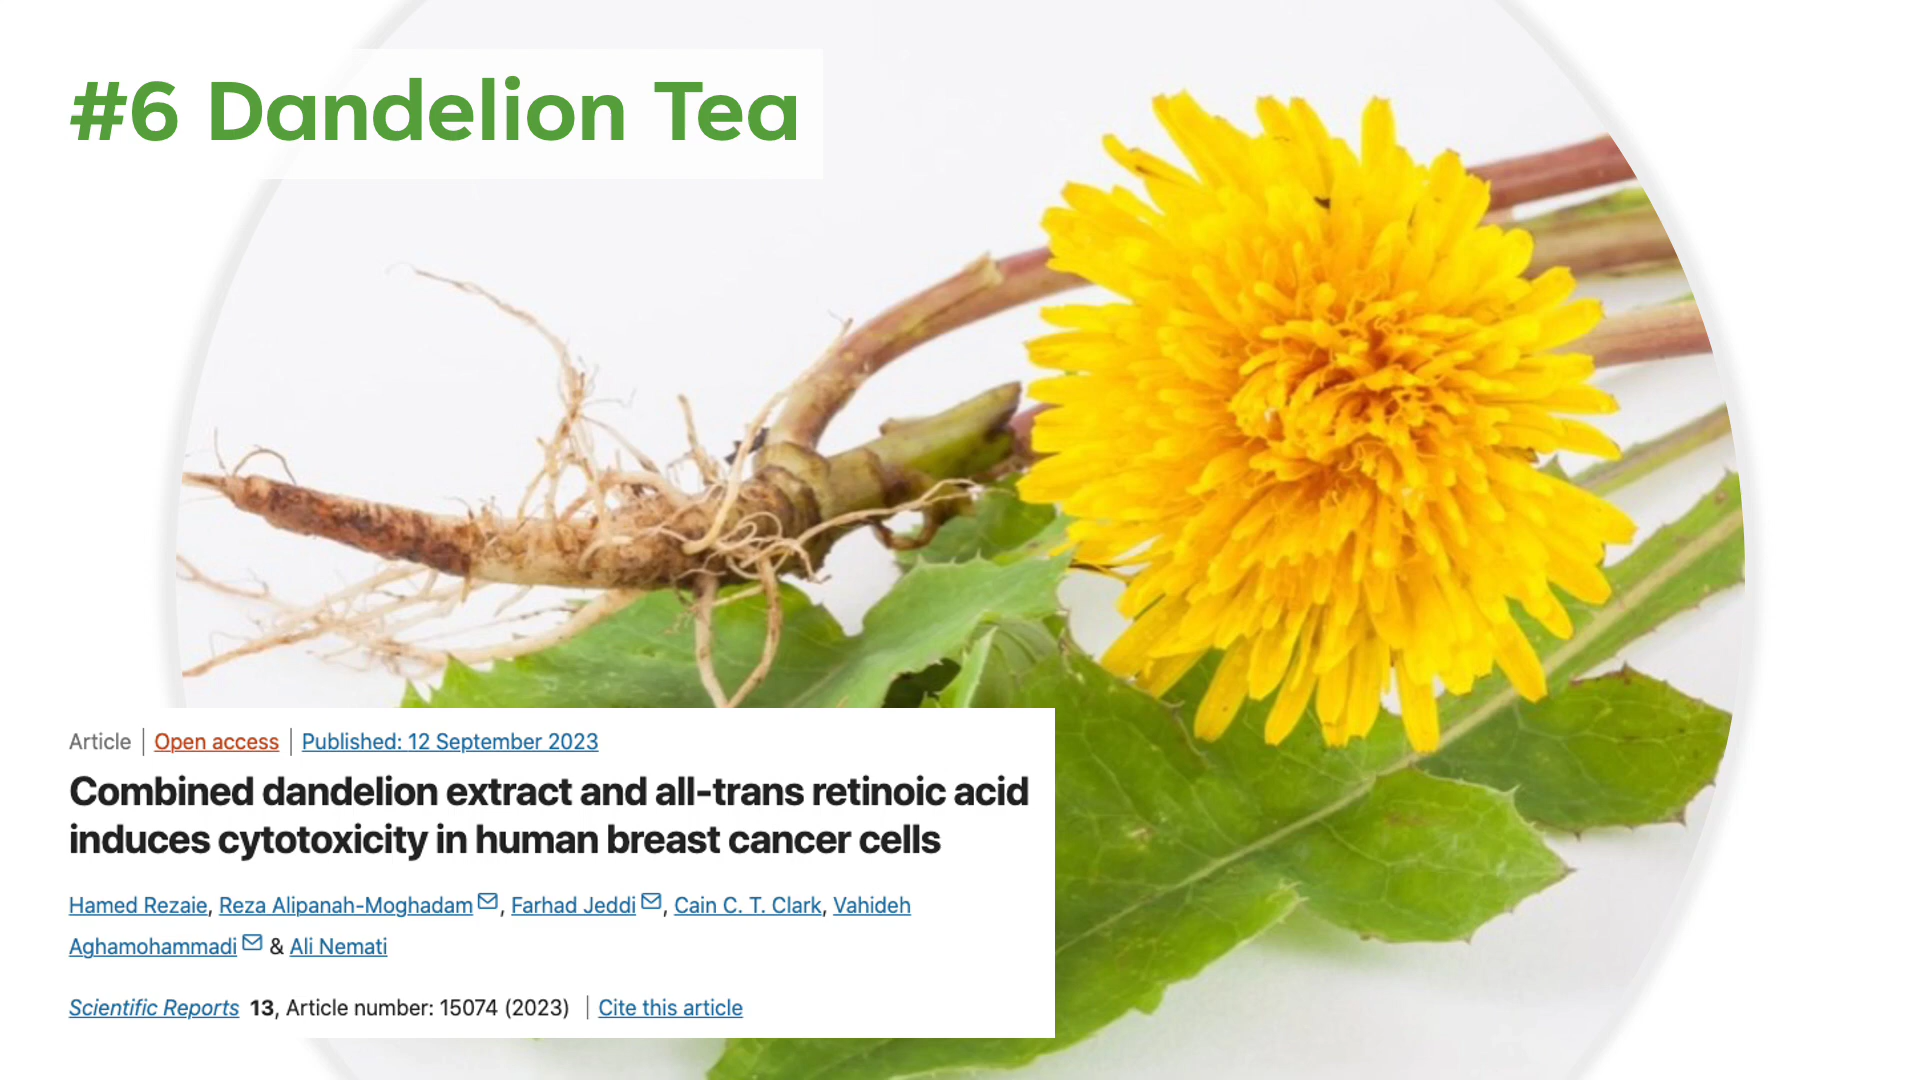 #6 Dandelion Tea
Article | Open access | Published: 12 September 2023
Combined dandelion extract and all-trans retinoic acid
induces cytotoxicity in human breast cancer cells
Hamed Rezaie, Reza Alipanah-Moghadam, Farhad Jeddi, Cain C. T. Clark, Vahideh
Aghamohammadi & Ali Nemati
Scientific Reports 13, Article number: 15074 (2023) | Cite this article